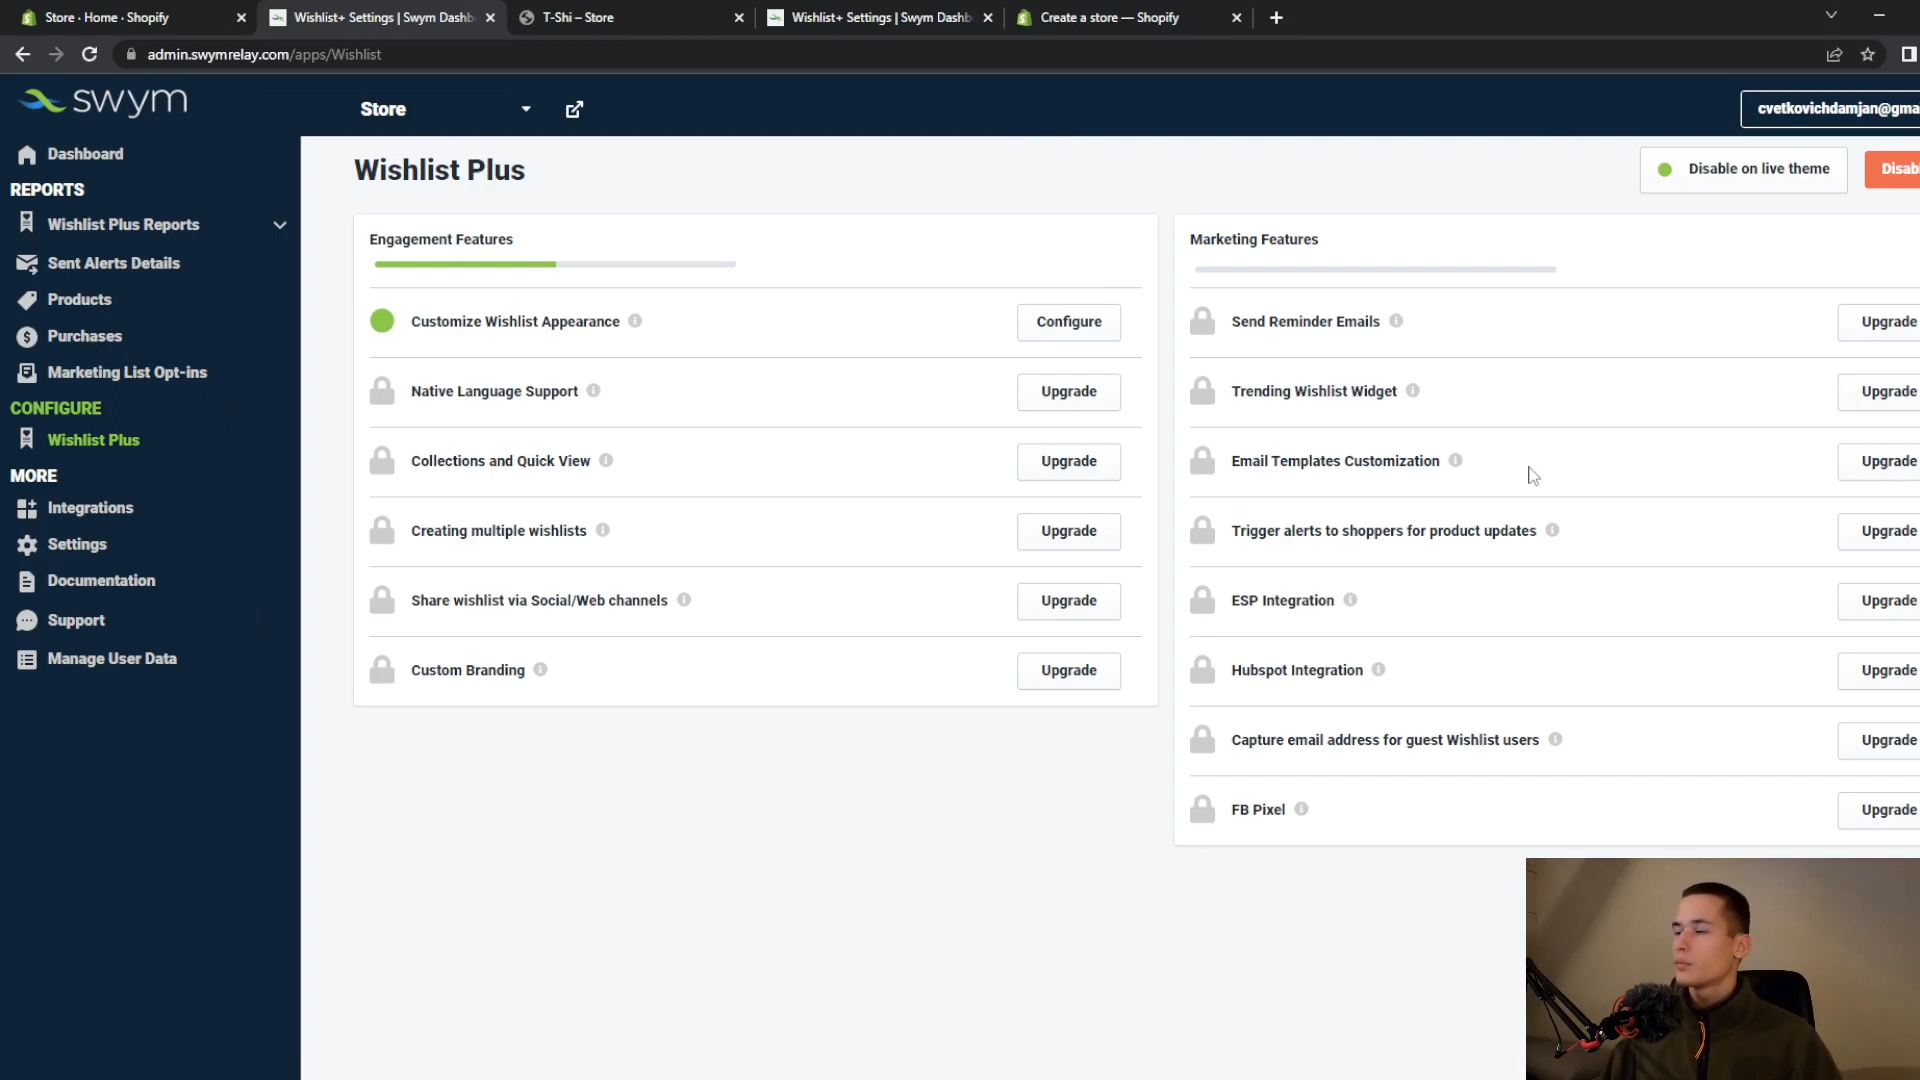 Store · Home · Shopify
Wishlist+ Settings | Swym Dashb
T-Shi – Store
Wishlist+ Settings | Swym Dashb
Create a store — Shopify
admin.swymrelay.com/apps/Wishlist
swym
Store
cvetkovichdamjan@gma
Dashboard
REPORTS
Wishlist Plus Reports
Sent Alerts Details
Products
Purchases
Marketing List Opt-ins
CONFIGURE
Wishlist Plus
MORE
Integrations
Settings
Documentation
Support
Manage User Data
Wishlist Plus
Disable on live theme
Disabl
Engagement Features
Customize Wishlist Appearance
Configure
Native Language Support
Upgrade
Collections and Quick View
Upgrade
Creating multiple wishlists
Upgrade
Share wishlist via Social/Web channels
Upgrade
Custom Branding
Upgrade
Marketing Features
Send Reminder Emails
Upgrade
Trending Wishlist Widget
Upgrade
Email Templates Customization
Upgrade
Trigger alerts to shoppers for product updates
Upgrade
ESP Integration
Upgrade
Hubspot Integration
Upgrade
Capture email address for guest Wishlist users
Upgrade
FB Pixel
Upgrade